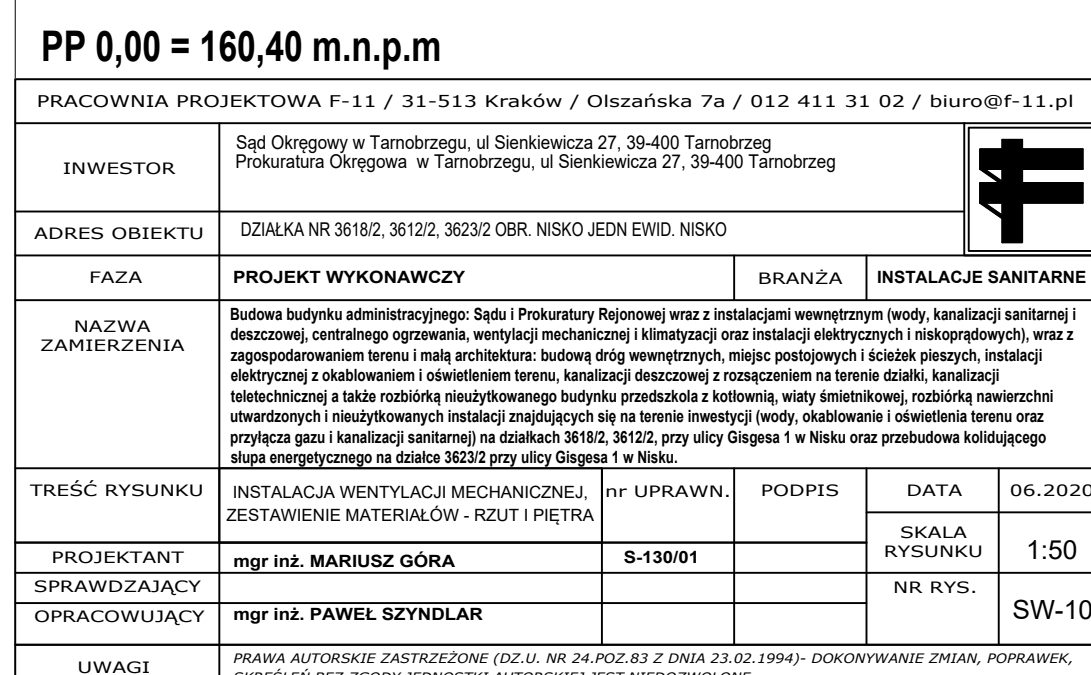 PP 0,00 = 160,40 m.n.p.m
PRACOWNIA PROJEKTOWA F-11 / 31-513 Kraków / Olszańska 7a / 012 411 31 02 / biuro@f-11.pl
INWESTOR
Sąd Okręgowy w Tarnobrzegu, ul Sienkiewicza 27, 39-400 Tarnobrzeg
Prokuratura Okręgowa w Tarnobrzegu, ul Sienkiewicza 27, 39-400 Tarnobrzeg
ADRES OBIEKTU
DZIAŁKA NR 3618/2, 3612/2, 3623/2 OBR. NISKO JEDN EWID. NISKO
FAZA
PROJEKT WYKONAWCZY
BRANŻA
INSTALACJE SANITARNE
NAZWA
ZAMIERZENIA
Budowa budynku administracyjnego: Sądu i Prokuratury Rejonowej wraz z instalacjami wewnętrznym (wody, kanalizacji sanitarnej i
deszczowej, centralnego ogrzewania, wentylacji mechanicznej i klimatyzacji oraz instalacji elektrycznych i niskoprądowych), wraz z
zagospodarowaniem terenu i małą architektura: budową dróg wewnętrznych, miejsc postojowych i ścieżek pieszych, instalacji
elektrycznej z okablowaniem i oświetleniem terenu, kanalizacji deszczowej z rozsączeniem na terenie działki, kanalizacji
teletechnicznej a także rozbiórką nieużytkowanego budynku przedszkola z kotłownią, wiaty śmietnikowej, rozbiórką nawierzchni
utwardzonych i nieużytkowanych instalacji znajdujących się na terenie inwestycji (wody, okablowanie i oświetlenia terenu oraz
przyłącza gazu i kanalizacji sanitarnej) na działkach 3618/2, 3612/2, przy ulicy Gisgesa 1 w Nisku oraz przebudowa kolidującego
słupa energetycznego na działce 3623/2 przy ulicy Gisgesa 1 w Nisku.
TREŚĆ RYSUNKU
INSTALACJA WENTYLACJI MECHANICZNEJ,
ZESTAWIENIE MATERIAŁÓW - RZUT I PIĘTRA
nr UPRAWN.
PODPIS
DATA
06.2020
SKALA
RYSUNKU
1:50
PROJEKTANT
mgr inż. MARIUSZ GÓRA
S-130/01
SPRAWDZAJĄCY
NR RYS.
SW-10
OPRACOWUJĄCY
mgr inż. PAWEŁ SZYNDLAR
UWAGI
PRAWA AUTORSKIE ZASTRZEŻONE (DZ.U. NR 24.POZ.83 Z DNIA 23.02.1994)- DOKONYWANIE ZMIAN, POPRAWEK,
SKREŚLEŃ BEZ ZGODY JEDNOSTKI AUTORSKIEJ JEST NIEDOZWOLONE